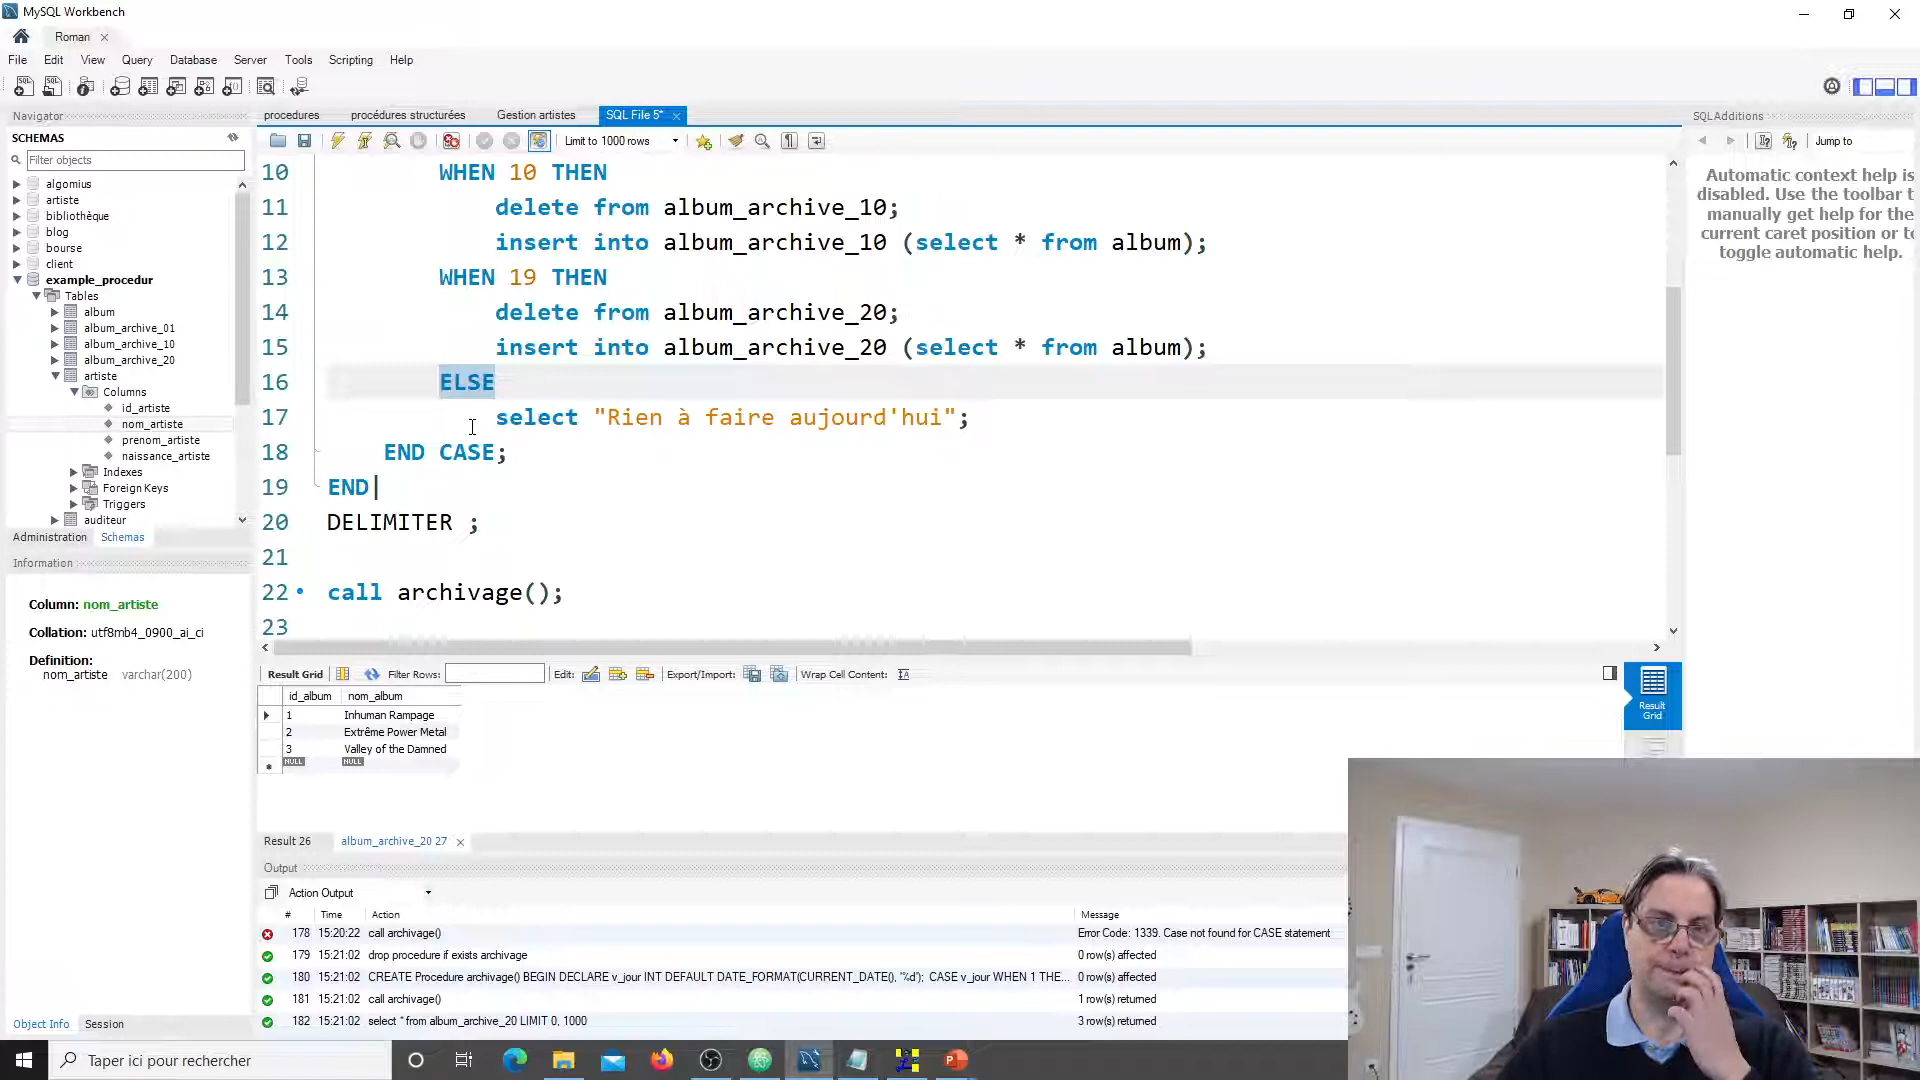 MySQL Workbench
Roman
File Edit View Query Database Server Tools Scripting Help
Navigator
SCHEMAS
Filter objects
algomius
artiste
bibliothèque
blog
bourse
client
example_procedur
Tables
album
album_archive_01
album_archive_10
album_archive_20
artiste
Columns
id_artiste
nom_artiste
prenom_artiste
naissance_artiste
Indexes
Foreign Keys
Triggers
auditeur
Administration Schemas
Information
Column: nom_artiste
Collation: utf8mb4_0900_ai_ci
Definition:
nom_artiste varchar(200)
Object Info Session
procedures procédures structurées Gestion artistes SQL File 5*
Limit to 1000 rows
10 WHEN 10 THEN
11 delete from album_archive_10;
12 insert into album_archive_10 (select * from album);
13 WHEN 19 THEN
14 delete from album_archive_20;
15 insert into album_archive_20 (select * from album);
16 ELSE
17 select "Rien à faire aujourd'hui";
18 END CASE;
19 END|
20 DELIMITER ;
21
22 call archivage();
23
Result Grid Filter Rows: Edit: Export/Import: Wrap Cell Content:
id_album nom_album
1 Inhuman Rampage
2 Extrême Power Metal
3 Valley of the Damned
NULL NULL
Result Grid
Result 26 album_archive_20 27
Output
Action Output
# Time Action Message
178 15:20:22 call archivage() Error Code: 1339. Case not found for CASE statement
179 15:21:02 drop procedure if exists archivage 0 row(s) affected
180 15:21:02 CREATE Procedure archivage() BEGIN DECLARE v_jour INT DEFAULT DATE_FORMAT(CURRENT_DATE(), "%d"); CASE v_jour WHEN 1 THE... 0 row(s) affected
181 15:21:02 call archivage() 1 row(s) returned
182 15:21:02 select * from album_archive_20 LIMIT 0, 1000 3 row(s) returned
SQLAdditions
Jump to
Automatic context help is
disabled. Use the toolbar t
manually get help for the
current caret position or to
toggle automatic help.
Taper ici pour rechercher